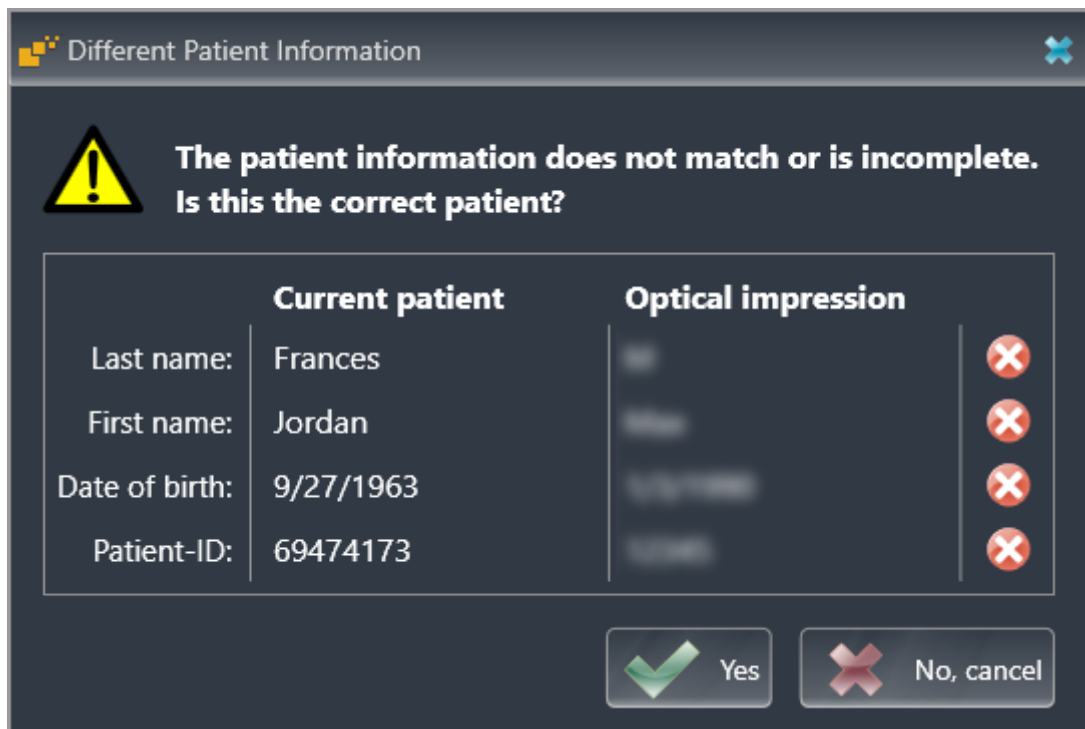 Different Patient Information
The patient information does not match or is incomplete.
Is this the correct patient?
Current patient Optical impression
Last name: Frances
First name: Jordan
Date of birth: 9/27/1963
Patient-ID: 69474173
Yes No, cancel